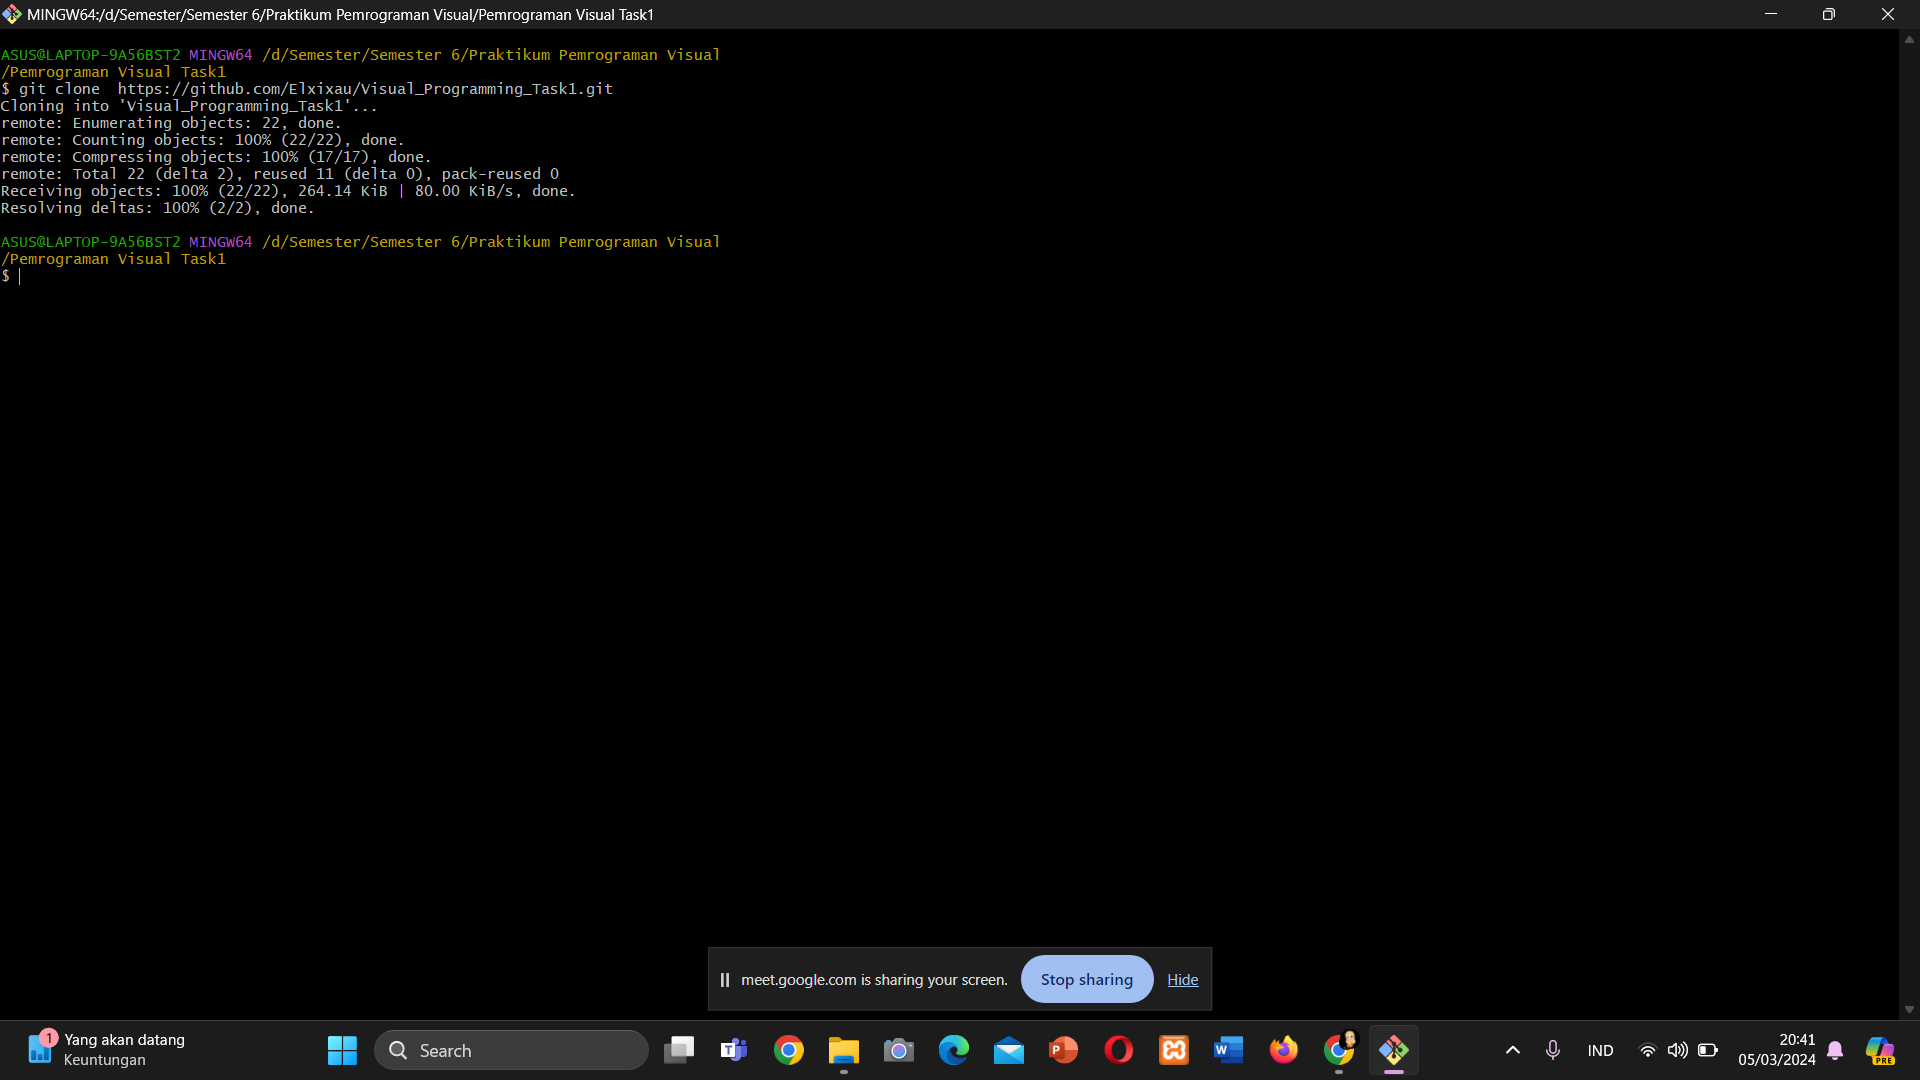 MINGW64:/d/Semester/Semester 6/Praktikum Pemrograman Visual/Pemrograman Visual Task1
ASUS@LAPTOP-9A56BST2 MINGW64 /d/Semester/Semester 6/Praktikum Pemrograman Visual
/Pemrograman Visual Task1
$ git clone  https://github.com/Elxixau/Visual_Programming_Task1.git
Cloning into 'Visual_Programming_Task1'...
remote: Enumerating objects: 22, done.
remote: Counting objects: 100% (22/22), done.
remote: Compressing objects: 100% (17/17), done.
remote: Total 22 (delta 2), reused 11 (delta 0), pack-reused 0
Receiving objects: 100% (22/22), 264.14 KiB | 80.00 KiB/s, done.
Resolving deltas: 100% (2/2), done.
ASUS@LAPTOP-9A56BST2 MINGW64 /d/Semester/Semester 6/Praktikum Pemrograman Visual
/Pemrograman Visual Task1
$
meet.google.com is sharing your screen.
Stop sharing
Hide
1
Yang akan datang
Keuntungan
Search
IND
20:41
05/03/2024
PRE